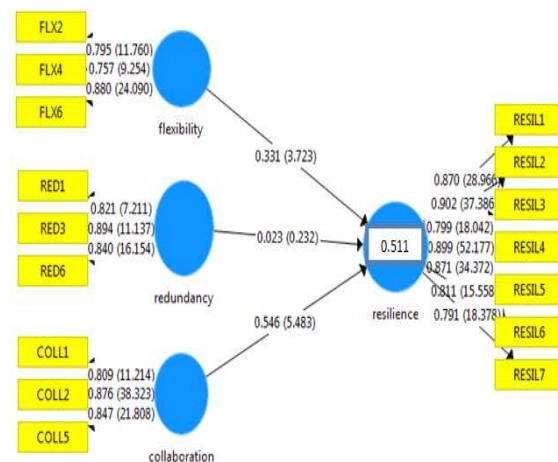 FLX2
0.795 (11.760)
FLX4
0.757 (9.254)
0.880 (24.090)
FLX6
flexibility
0.331 (3.723)
RED1
0.821 (7.211)
RED3
0.894 (11.137)
0.840 (16.154)
RED6
redundancy
0.023 (0.232)
COLL1
0.809 (11.214)
COLL2
0.876 (38.323)
0.847 (21.808)
COLL5
collaboration
0.546 (5.483)
0.511
resilience
RESIL1
0.870 (28.966)
RESIL2
0.902 (37.386)
RESIL3
0.799 (18.042)
0.899 (52.177)
RESIL4
0.871 (34.372)
RESIL5
0.811 (15.558)
0.791 (18.378)
RESIL6
RESIL7